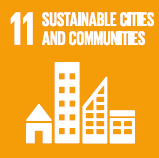 11 SUSTAINABLE CITIES
AND COMMUNITIES